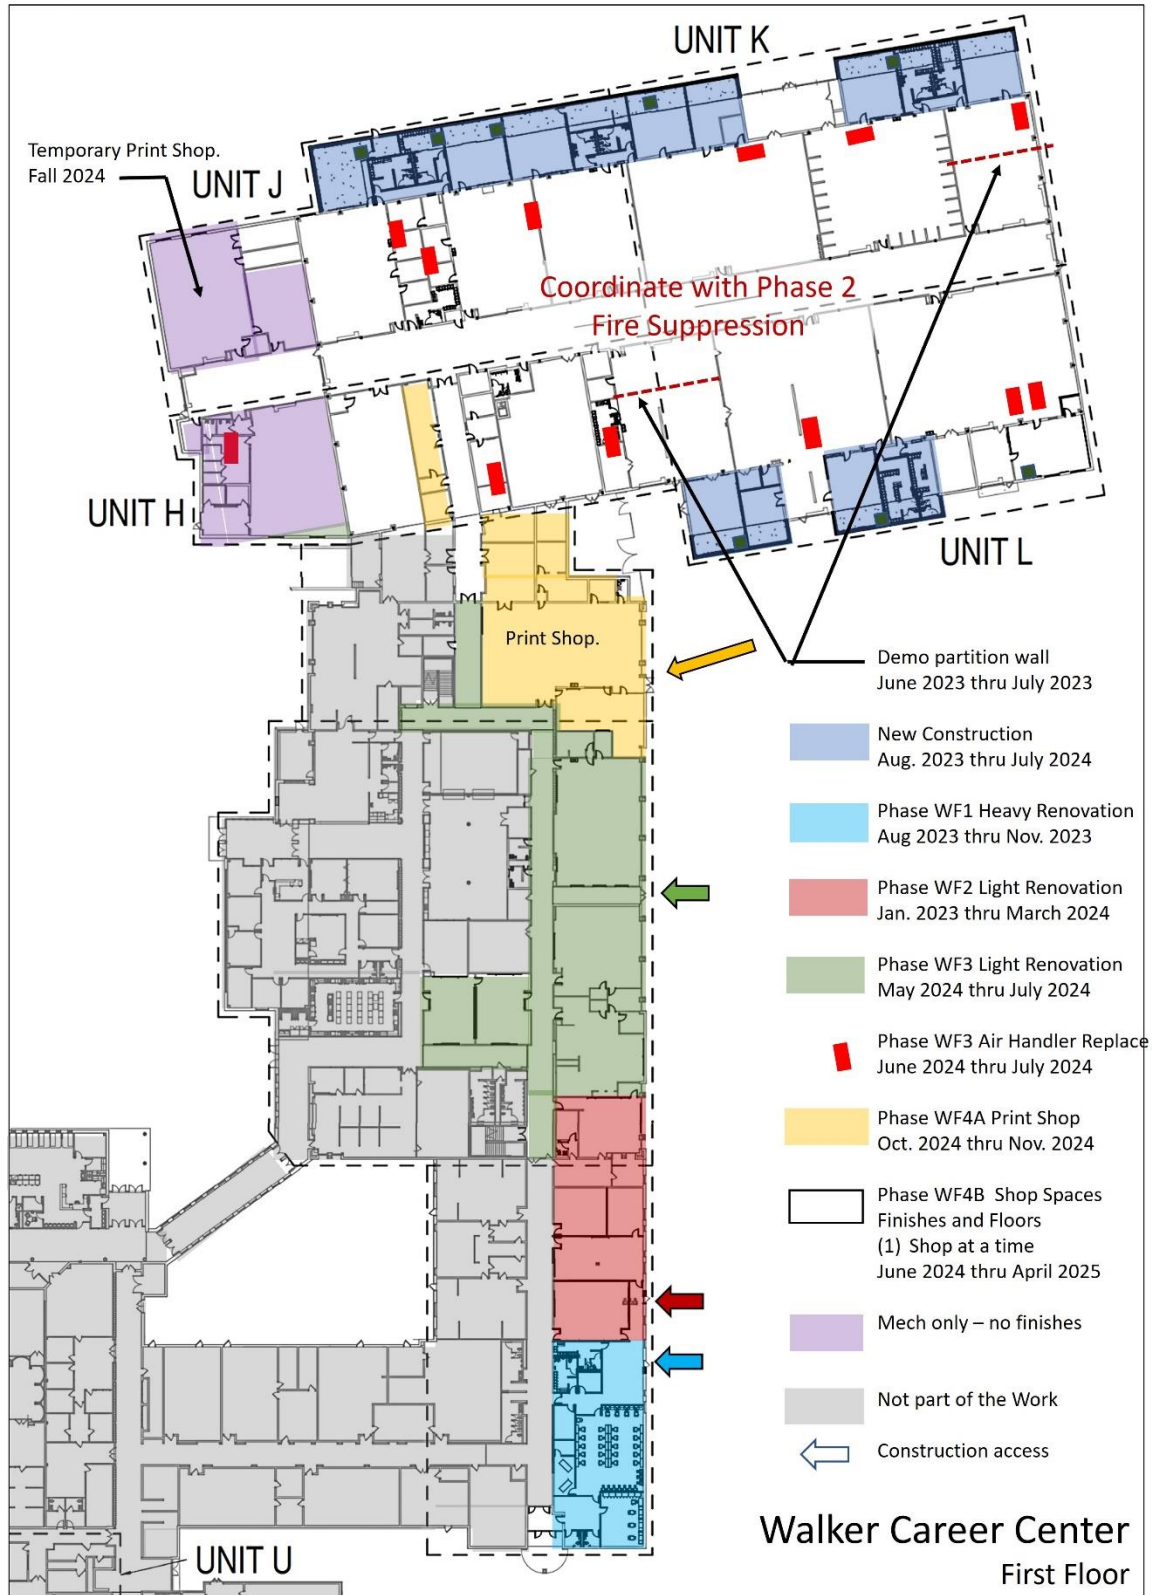 UNIT K
Temporary Print Shop.
Fall 2024
UNIT J
Coordinate with Phase 2
Fire Suppression
UNIT H
UNIT L
Print Shop.
Demo partition wall
June 2023 thru July 2023
New Construction
Aug. 2023 thru July 2024
Phase WF1 Heavy Renovation
Aug 2023 thru Nov. 2023
Phase WF2 Light Renovation
Jan. 2023 thru March 2024
Phase WF3 Light Renovation
May 2024 thru July 2024
Phase WF3 Air Handler Replace
June 2024 thru July 2024
Phase WF4A Print Shop
Oct. 2024 thru Nov. 2024
Phase WF4B Shop Spaces
Finishes and Floors
(1) Shop at a time
June 2024 thru April 2025
Mech only – no finishes
Not part of the Work
Construction access
Walker Career Center
First Floor
UNIT U